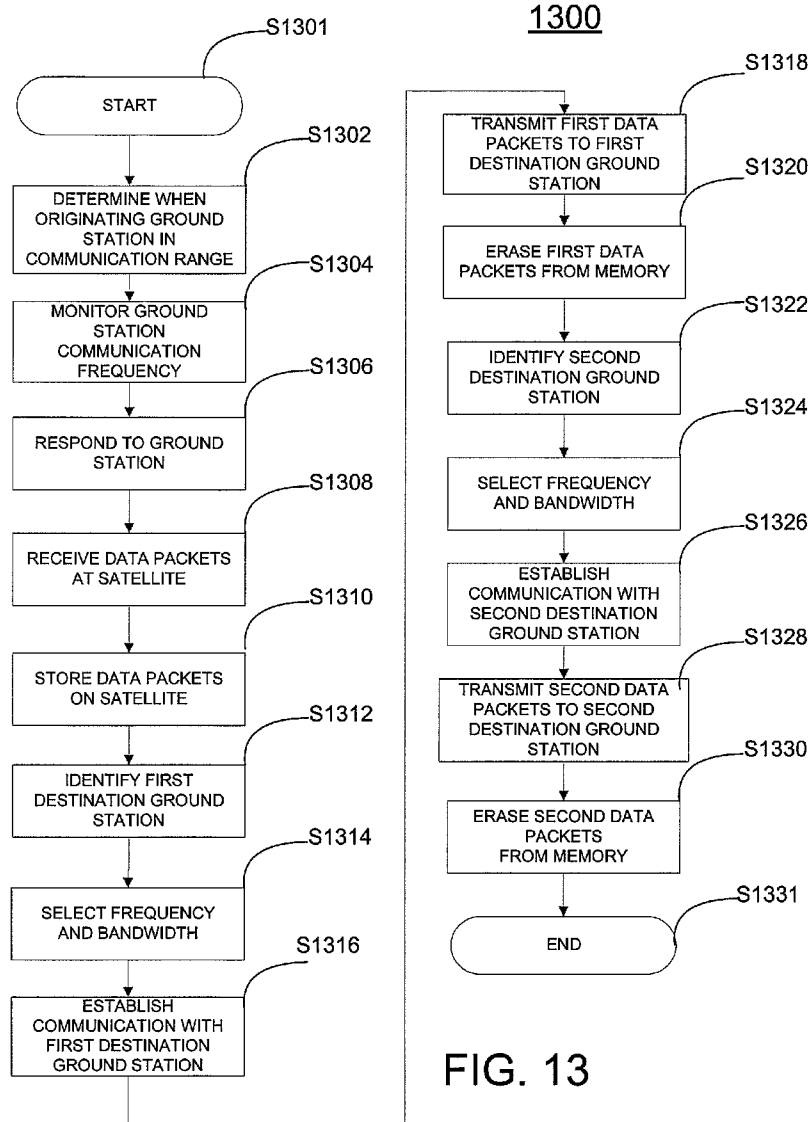 1300
S1301
START
S1302
DETERMINE WHEN
ORIGINATING GROUND
STATION IN
COMMUNICATION RANGE
S1304
MONITOR GROUND
STATION
COMMUNICATION
FREQUENCY
S1306
RESPOND TO GROUND
STATION
S1308
RECEIVE DATA PACKETS
AT SATELLITE
S1310
STORE DATA PACKETS
ON SATELLITE
S1312
IDENTIFY FIRST
DESTINATION GROUND
STATION
S1314
SELECT FREQUENCY
AND BANDWIDTH
S1316
ESTABLISH
COMMUNICATION WITH
FIRST DESTINATION
GROUND STATION
S1318
TRANSMIT FIRST DATA
PACKETS TO FIRST
DESTINATION GROUND
STATION
S1320
ERASE FIRST DATA
PACKETS FROM MEMORY
S1322
IDENTIFY SECOND
DESTINATION GROUND
STATION
S1324
SELECT FREQUENCY
AND BANDWIDTH
S1326
ESTABLISH
COMMUNICATION WITH
SECOND DESTINATION
GROUND STATION
S1328
TRANSMIT SECOND DATA
PACKETS TO SECOND
DESTINATION GROUND
STATION
S1330
ERASE SECOND DATA
PACKETS
FROM MEMORY
S1331
END
FIG. 13